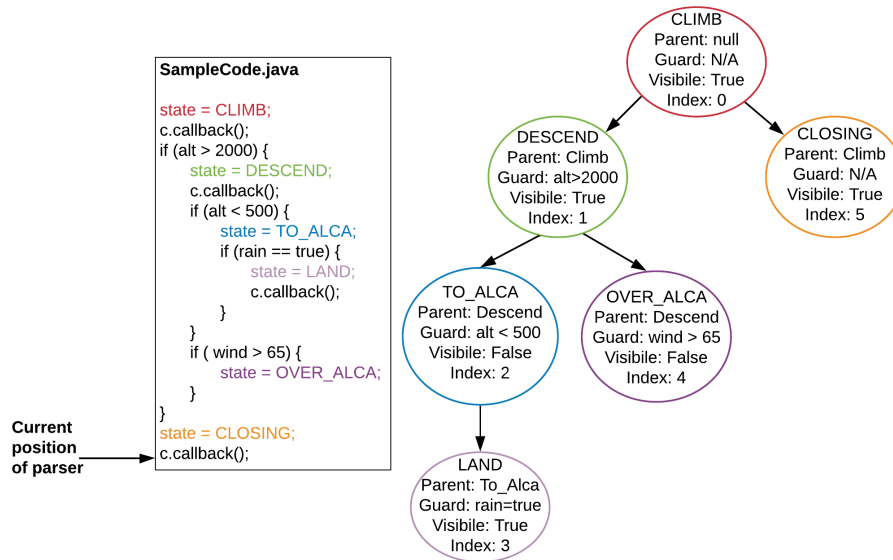 SampleCode.java
state = CLIMB;
c.callback();
if (alt > 2000) {
state = DESCEND;
c.callback();
if (alt < 500) {
state = TO_ALCA;
if (rain == true) {
state = LAND;
c.callback();
}
}
if ( wind > 65) {
state = OVER_ALCA;
}
}
state = CLOSING;
c.callback();
Current
position
of parser
CLIMB
Parent: null
Guard: N/A
Visibile: True
Index: 0
DESCEND
Parent: Climb
Guard: alt>2000
Visibile: True
Index: 1
CLOSING
Parent: Climb
Guard: N/A
Visibile: True
Index: 5
TO_ALCA
Parent: Descend
Guard: alt < 500
Visibile: False
Index: 2
OVER_ALCA
Parent: Descend
Guard: wind > 65
Visibile: False
Index: 4
LAND
Parent: To_Alca
Guard: rain=true
Visibile: True
Index: 3